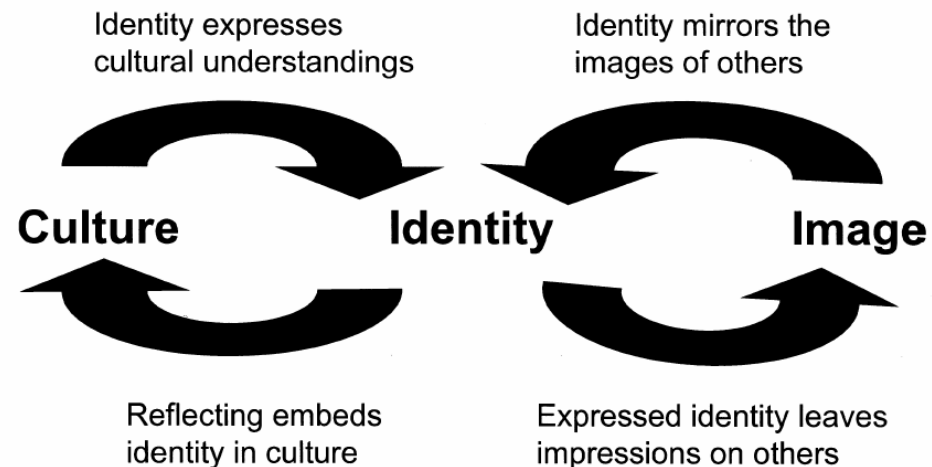 Identity expresses
cultural understandings
Identity mirrors the
images of others
Culture
Identity
Image
Reflecting embeds
identity in culture
Expressed identity leaves
impressions on others